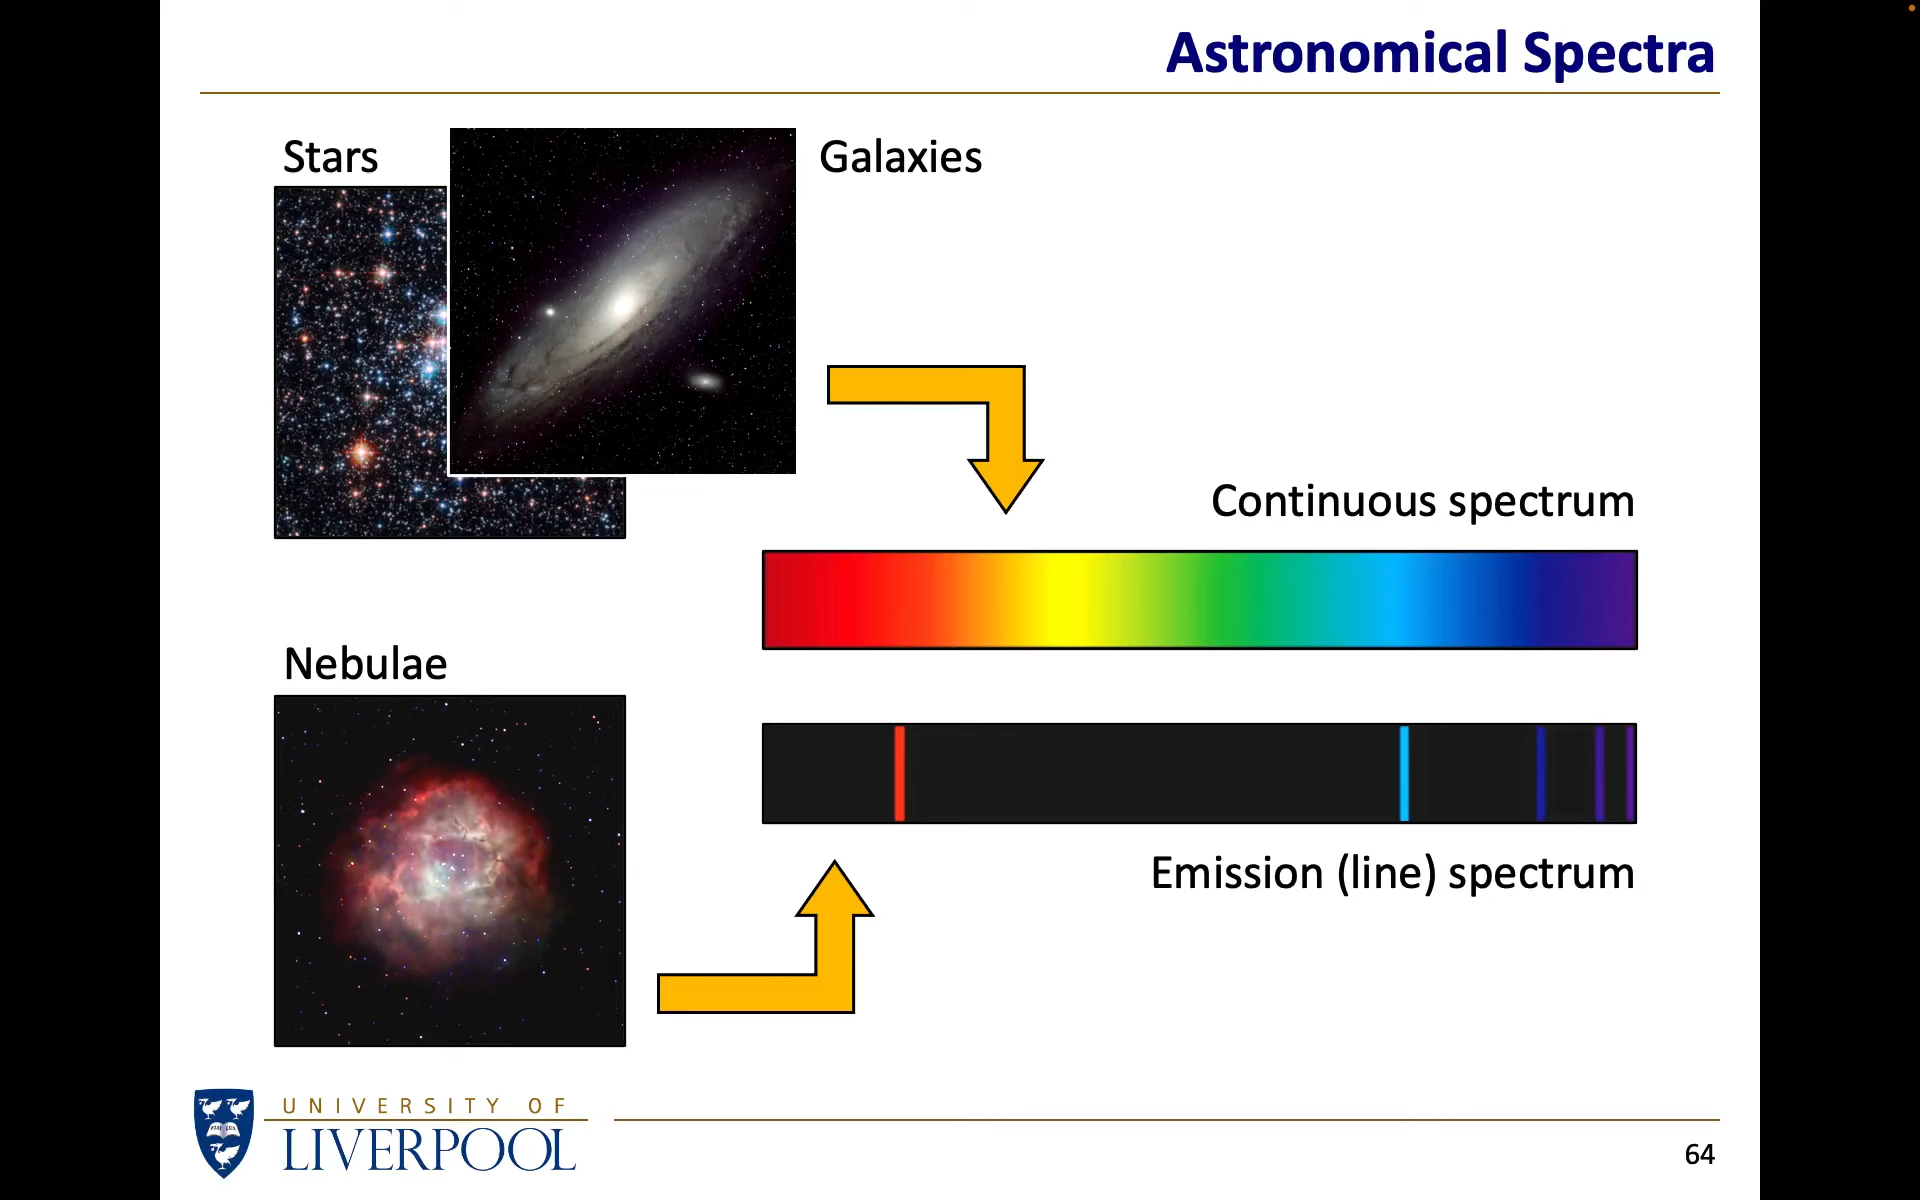 Astronomical Spectra
Stars
Galaxies
Continuous spectrum
Nebulae
Emission (line) spectrum
UNIVERSITY OF
LIVERPOOL
64